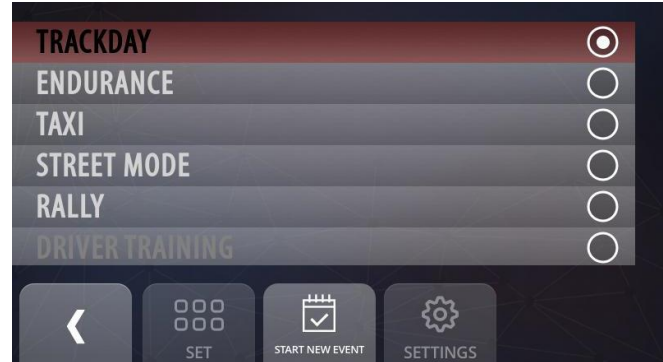 TRACKDAY
ENDURANCE
TAXI
STREET MODE
RALLY
DRIVER TRAINING
SET
START NEW EVENT
SETTINGS